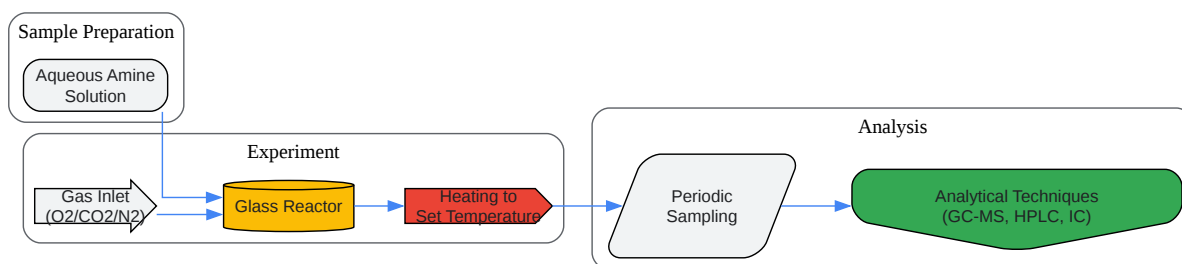 Sample Preparation
Aqueous Amine
Solution
Experiment
Gas Inlet
(O2/CO2/N2)
Glass Reactor
Heating to
Set Temperature
Analysis
Periodic
Sampling
Analytical Techniques
(GC-MS, HPLC, IC)